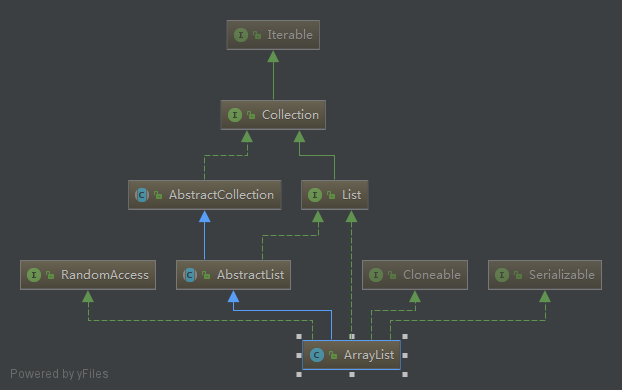 I Iterable
I Collection
C AbstractCollection
I List
I RandomAccess
C AbstractList
I Cloneable
I Serializable
C ArrayList
Powered by yFiles